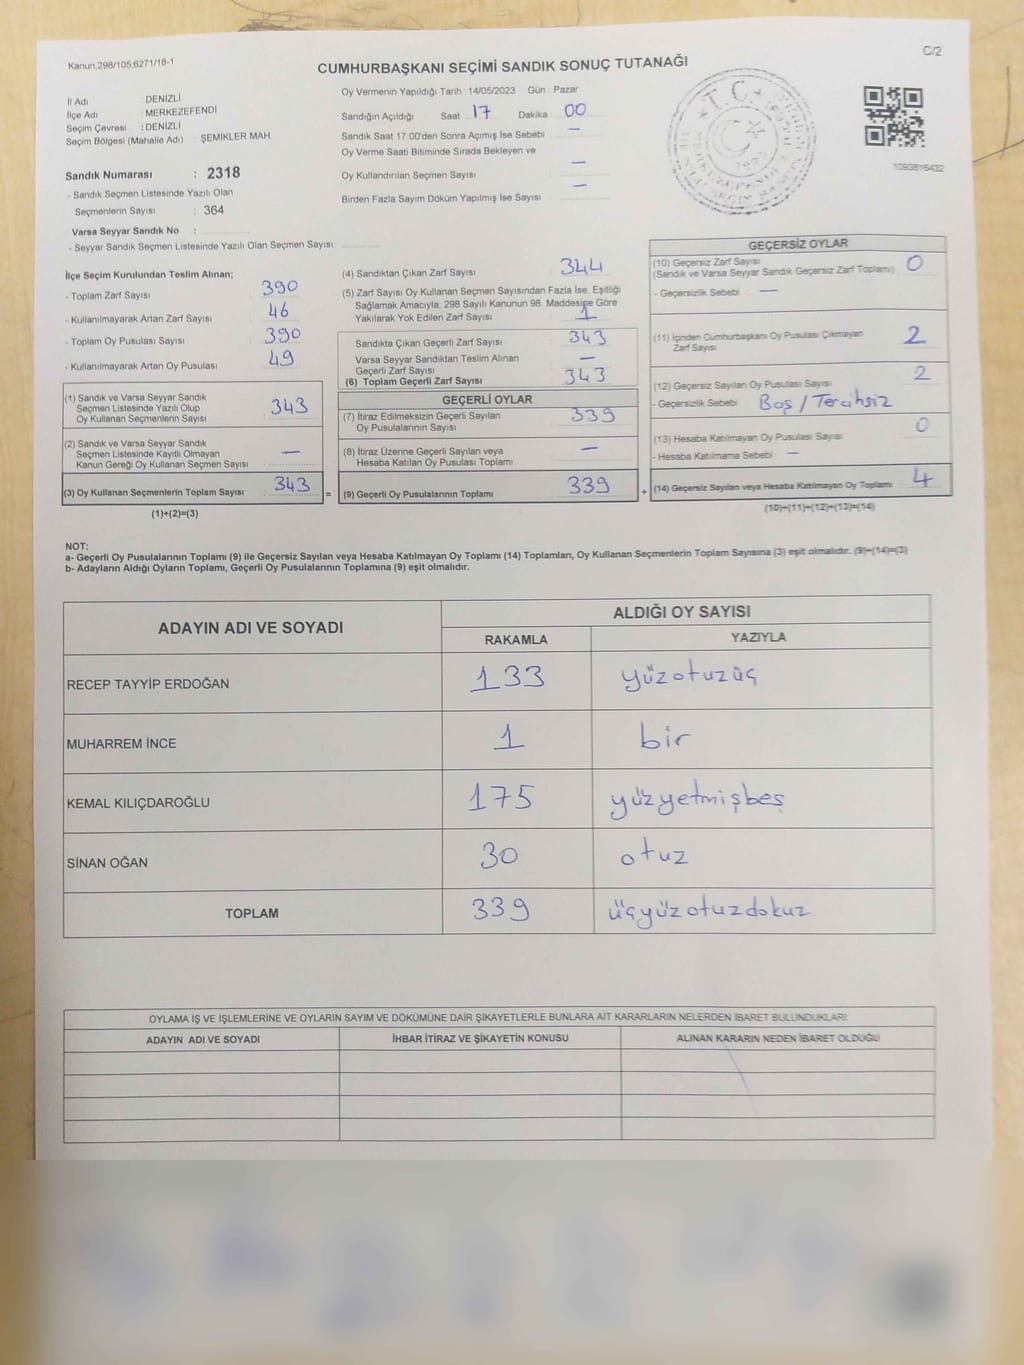 Kanun,298/105,6271/18-1
C/2
CUMHURBAŞKANI SEÇİMİ SANDIK SONUÇ TUTANAĞI
İl Adı : DENİZLİ
İlçe Adı : MERKEZEFENDİ
Seçim Çevresi : DENİZLİ
Seçim Bölgesi (Mahalle Adı) : ŞEMİKLER MAH
Sandık Numarası : 2318
- Sandık Seçmen Listesinde Yazılı Olan
Seçmenlerin Sayısı : 364
Varsa Seyyar Sandık No :
- Seyyar Sandık Seçmen Listesinde Yazılı Olan Seçmen Sayısı:
Oy Vermenin Yapıldığı Tarih : 14/05/2023 Gün : Pazar
Sandığın Açıldığı Saat : 17 Dakika : 00
Sandık Saat 17.00'den Sonra Açımış İse Sebebi : —
Oy Verme Saati Bitiminde Sırada Bekleyen ve
Oy Kullandırılan Seçmen Sayısı : —
Birden Fazla Sayım Döküm Yapılmış İse Sayısı : —
1093815432
İlçe Seçim Kurulundan Teslim Alınan;
- Toplam Zarf Sayısı : 390
- Kullanılmayarak Artan Zarf Sayısı : 46
- Toplam Oy Pusulası Sayısı : 390
- Kullanılmayarak Artan Oy Pusulası : 49
(1) Sandık ve Varsa Seyyar Sandık
Seçmen Listesinde Yazılı Olup
Oy Kullanan Seçmenlerin Sayısı : 343
(2) Sandık ve Varsa Seyyar Sandık
Seçmen Listesinde Kayıtlı Olmayan
Kanun Gereği Oy Kullanan Seçmen Sayısı : —
(3) Oy Kullanan Seçmenlerin Toplam Sayısı : 343
(1)+(2)=(3)
(4) Sandıktan Çıkan Zarf Sayısı : 344
(5) Zarf Sayısı Oy Kullanan Seçmen Sayısından Fazla İse, Eşitliği
Sağlamak Amacıyla, 298 Sayılı Kanunun 98. Maddesine Göre
Yakılarak Yok Edilen Zarf Sayısı : 1
Sandıkta Çıkan Geçerli Zarf Sayısı : 343
Varsa Seyyar Sandıktan Teslim Alınan
Geçerli Zarf Sayısı : —
(6) Toplam Geçerli Zarf Sayısı : 343
GEÇERLİ OYLAR
(7) İtiraz Edilmeksizin Geçerli Sayılan
Oy Pusulalarının Sayısı : 339
(8) İtiraz Üzerine Geçerli Sayılan veya
Hesaba Katılan Oy Pusulası Toplamı : —
= (9) Geçerli Oy Pusulalarının Toplamı : 339
GEÇERSİZ OYLAR
(10) Geçersiz Zarf Sayısı
(Sandık ve Varsa Seyyar Sandık Geçersiz Zarf Toplamı) : 0
- Geçersizlik Sebebi : —
(11) İçinden Cumhurbaşkanı Oy Pusulası Çıkmayan
Zarf Sayısı : 2
(12) Geçersiz Sayılan Oy Pusulası Sayısı : 2
- Geçersizlik Sebebi : Boş / Tercihsiz
(13) Hesaba Katılmayan Oy Pusulası Sayısı : 0
- Hesaba Katılmama Sebebi : —
+ (14) Geçersiz Sayılan veya Hesaba Katılmayan Oy Toplamı : 4
(10)+(11)+(12)+(13)=(14)
NOT:
a- Geçerli Oy Pusulalarının Toplamı (9) ile Geçersiz Sayılan veya Hesaba Katılmayan Oy Toplamı (14) Toplamları, Oy Kullanan Seçmenlerin Toplam Sayısına (3) eşit olmalıdır. (9)+(14)=(3)
b- Adayların Aldığı Oyların Toplamı, Geçerli Oy Pusulalarının Toplamına (9) eşit olmalıdır.
ADAYIN ADI VE SOYADI
ALDIĞI OY SAYISI
RAKAMLA YAZIYLA
RECEP TAYYİP ERDOĞAN 133 yüzotuzüç
MUHARREM İNCE 1 bir
KEMAL KILIÇDAROĞLU 175 yüzyetmişbeş
SİNAN OĞAN 30 otuz
TOPLAM 339 üçyüzotuzdokuz
OYLAMA İŞ VE İŞLEMLERİNE VE OYLARIN SAYIM VE DÖKÜMÜNE DAİR ŞİKAYETLERLE BUNLARA AİT KARARLARIN NELERDEN İBARET BULUNDUKLARI
ADAYIN ADI VE SOYADI İHBAR İTİRAZ VE ŞİKAYETİN KONUSU ALINAN KARARIN NEDEN İBARET OLDUĞU